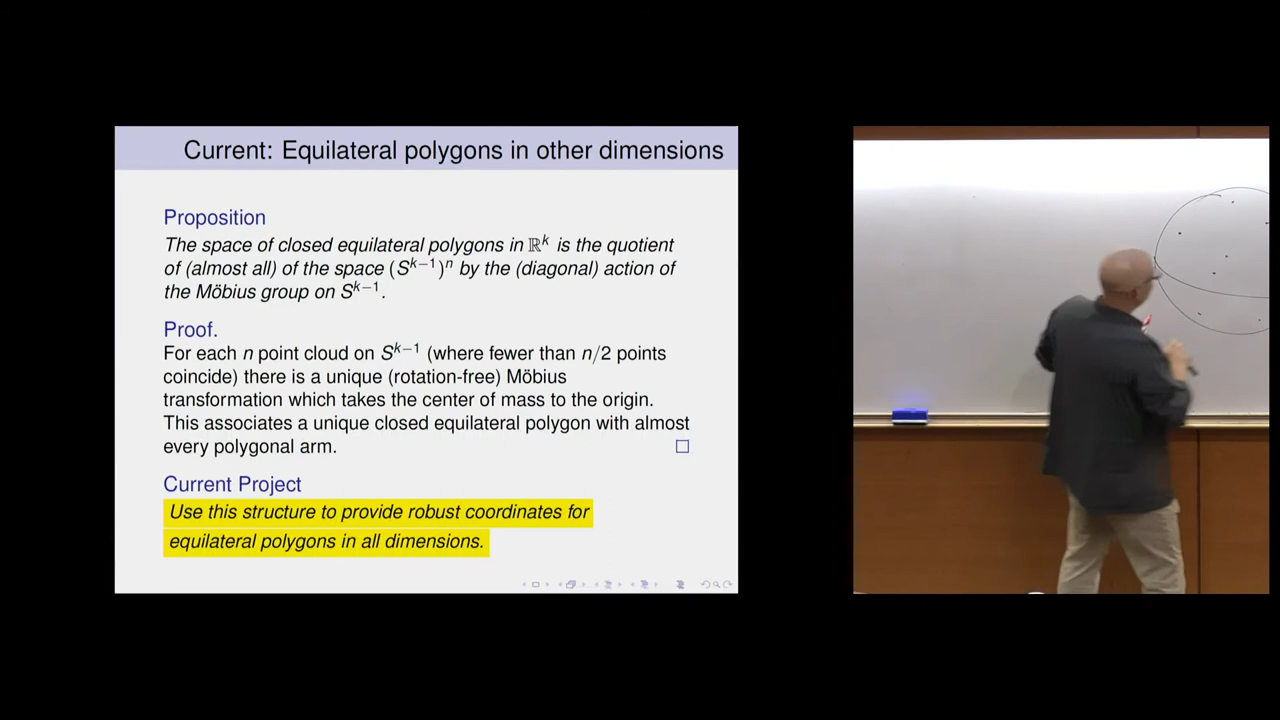 Current: Equilateral polygons in other dimensions
Proposition
The space of closed equilateral polygons in ℝᵏ is the quotient
of (almost all) of the space (Sᵏ⁻¹)ⁿ by the (diagonal) action of
the Möbius group on Sᵏ⁻¹.
Proof.
For each n point cloud on Sᵏ⁻¹ (where fewer than n/2 points
coincide) there is a unique (rotation-free) Möbius
transformation which takes the center of mass to the origin.
This associates a unique closed equilateral polygon with almost
every polygonal arm. □
Current Project
Use this structure to provide robust coordinates for
equilateral polygons in all dimensions.